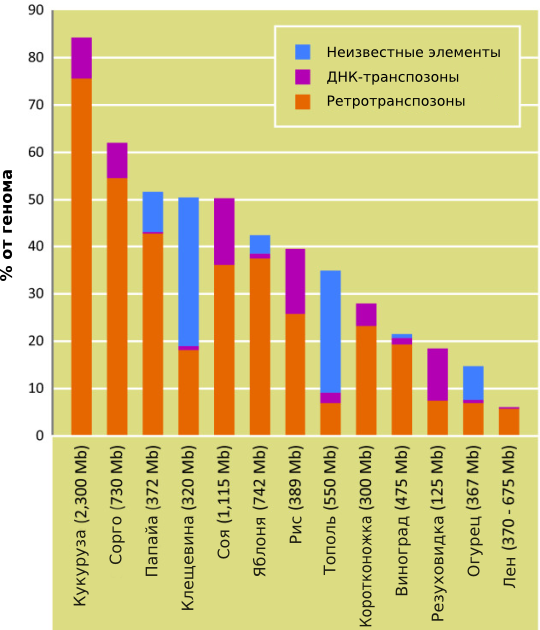 90
80
70
60
50
40
30
20
10
0
% от генома
Неизвестные элементы
ДНК-транспозоны
Ретротранспозоны
Кукуруза (2,300 Mb)
Сорго (730 Mb)
Папайа (372 Mb)
Клещевина (320 Mb)
Соя (1,115 Mb)
Яблоня (742 Mb)
Рис (389 Mb)
Тополь (550 Mb)
Коротконожка (300 Mb)
Виноград (475 Mb)
Резуховидка (125 Mb)
Огурец (367 Mb)
Лен (370 - 675 Mb)